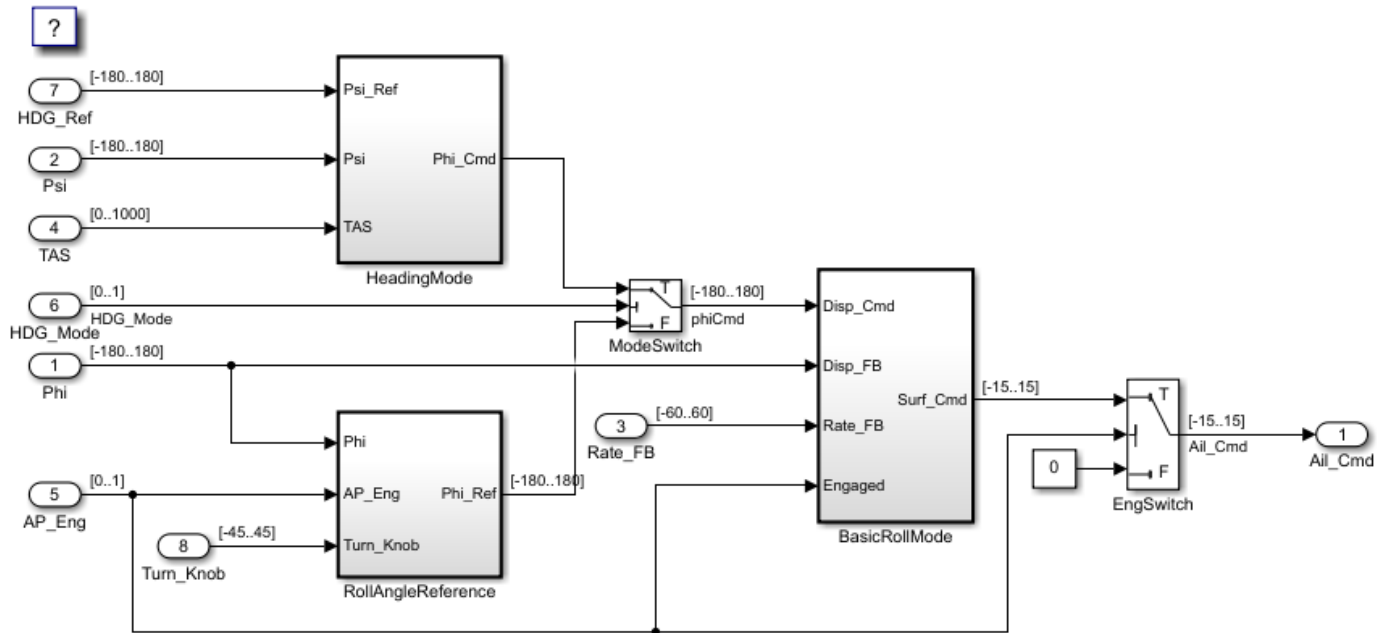 ?
[-180..180]
7
HDG_Ref
Psi_Ref
[-180..180]
2
Psi
Psi
Phi_Cmd
[0..1000]
4
TAS
TAS
HeadingMode
[0..1]
6
HDG_Mode
HDG_Mode
T
F
ModeSwitch
[-180..180]
phiCmd
Disp_Cmd
[-180..180]
1
Phi
Disp_FB
Surf_Cmd
[-15..15]
[-60..60]
3
Rate_FB
Rate_FB
Engaged
BasicRollMode
Phi
[0..1]
5
AP_Eng
AP_Eng
Phi_Ref
[-180..180]
[-45..45]
8
Turn_Knob
Turn_Knob
RollAngleReference
T
F
0
EngSwitch
[-15..15]
Ail_Cmd
1
Ail_Cmd